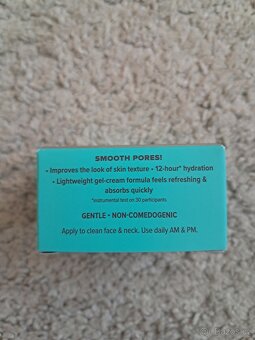 SMOOTH PORES!
• Improves the look of skin texture • 12-hour* hydration
• Lightweight gel-cream formula feels refreshing &
absorbs quickly
*instrumental test on 30 participants
GENTLE • NON-COMEDOGENIC
Apply to clean face & neck. Use daily AM & PM.